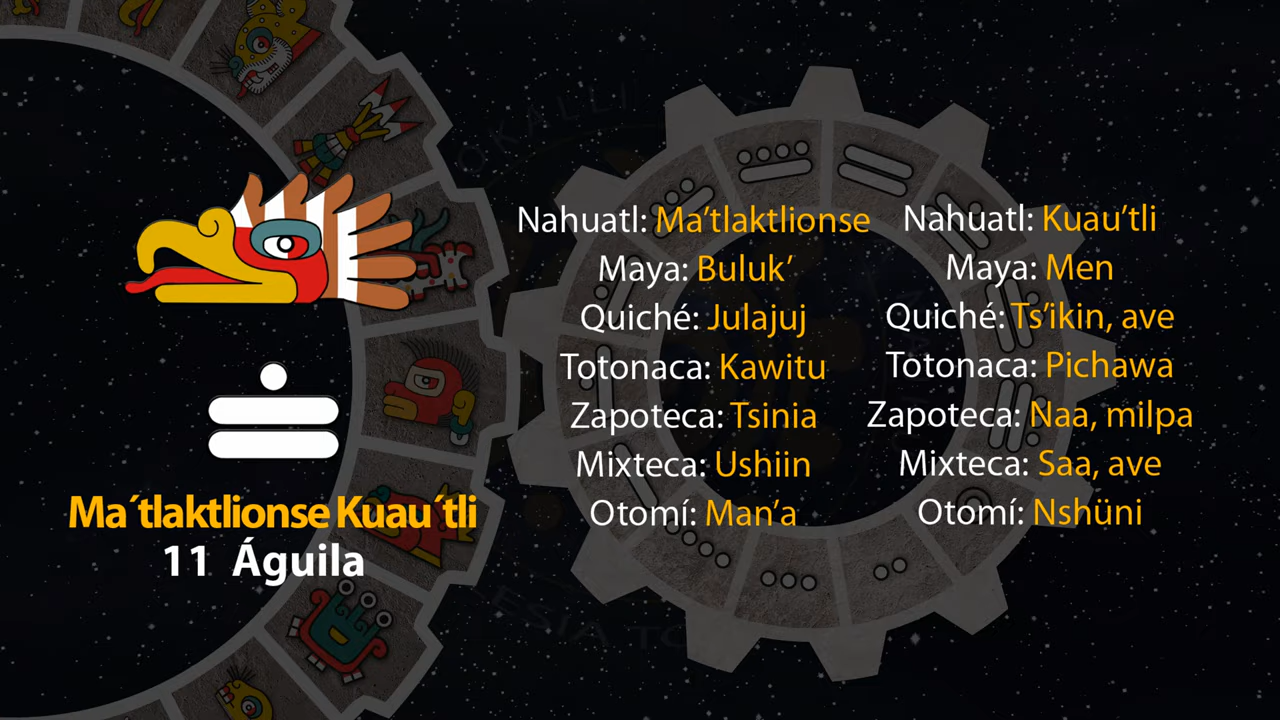 Ma´tlaktlionse Kuau´tli
11 Águila
Nahuatl: Ma’tlaktlionse
Maya: Buluk’
Quiché: Julajuj
Totonaca: Kawitu
Zapoteca: Tsinia
Mixteca: Ushiin
Otomí: Man’a
Nahuatl: Kuau’tli
Maya: Men
Quiché: Ts’ikin, ave
Totonaca: Pichawa
Zapoteca: Naa, milpa
Mixteca: Saa, ave
Otomí: Nshüni